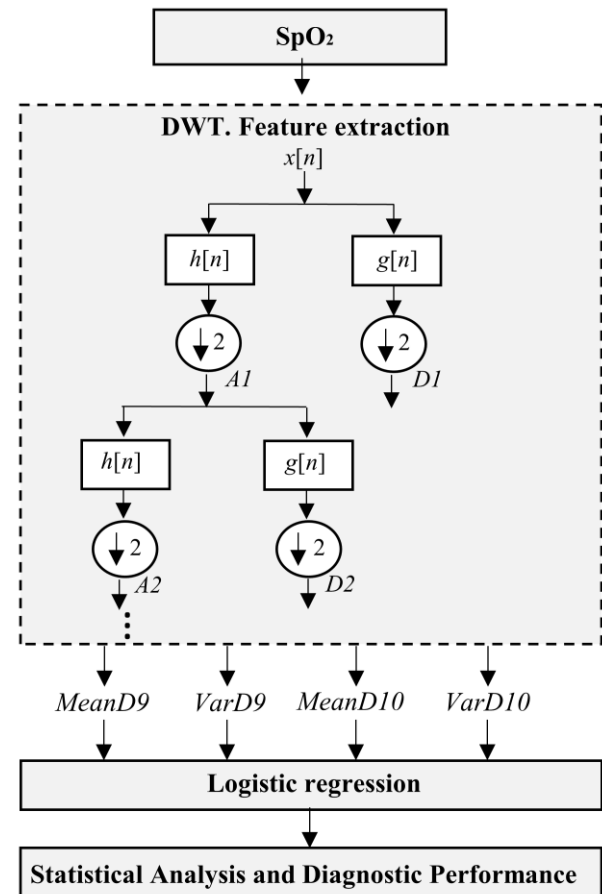 SpO₂
DWT. Feature extraction
x[n]
h[n] g[n]
2 2
A1 D1
h[n] g[n]
2 2
A2 D2
MeanD9 VarD9 MeanD10 VarD10
Logistic regression
Statistical Analysis and Diagnostic Performance